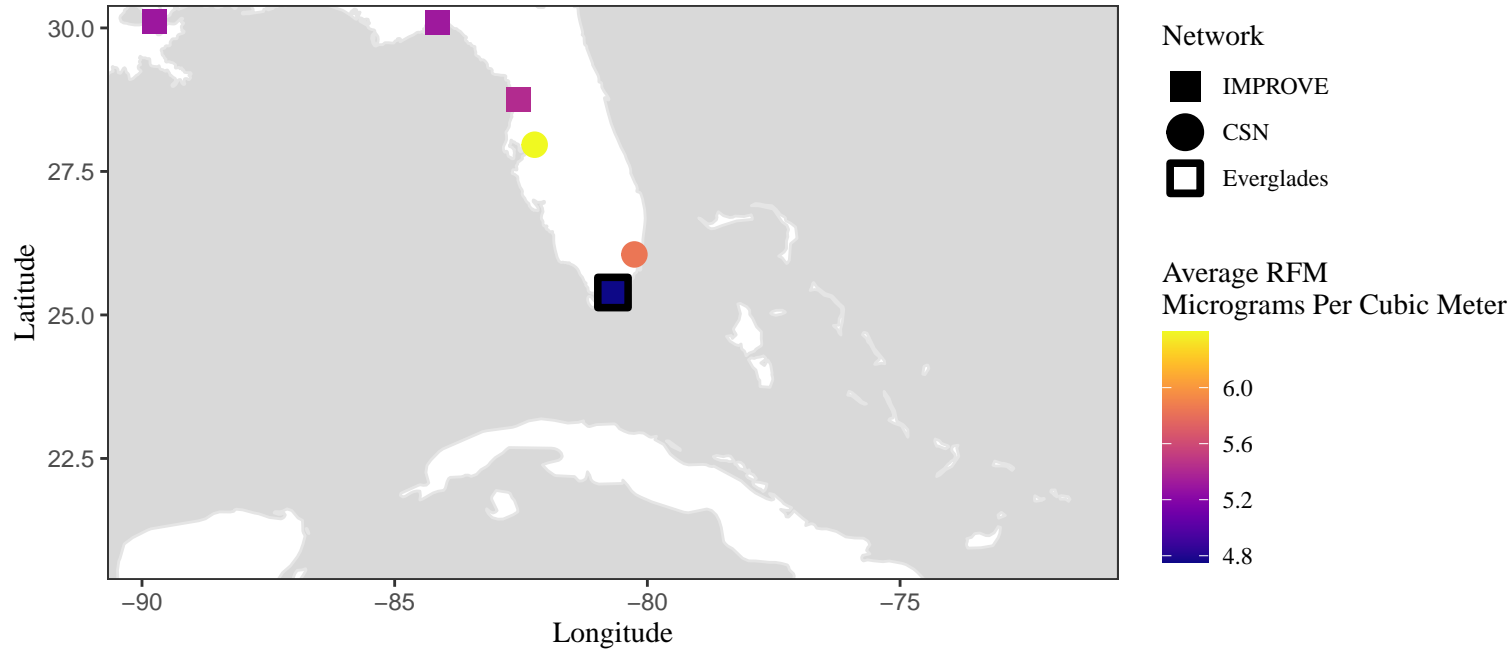 30.0
27.5
25.0
22.5
Latitude
−90
−85
−80
−75
Longitude
Network
IMPROVE
CSN
Everglades
Average RFM
Micrograms Per Cubic Meter
6.0
5.6
5.2
4.8